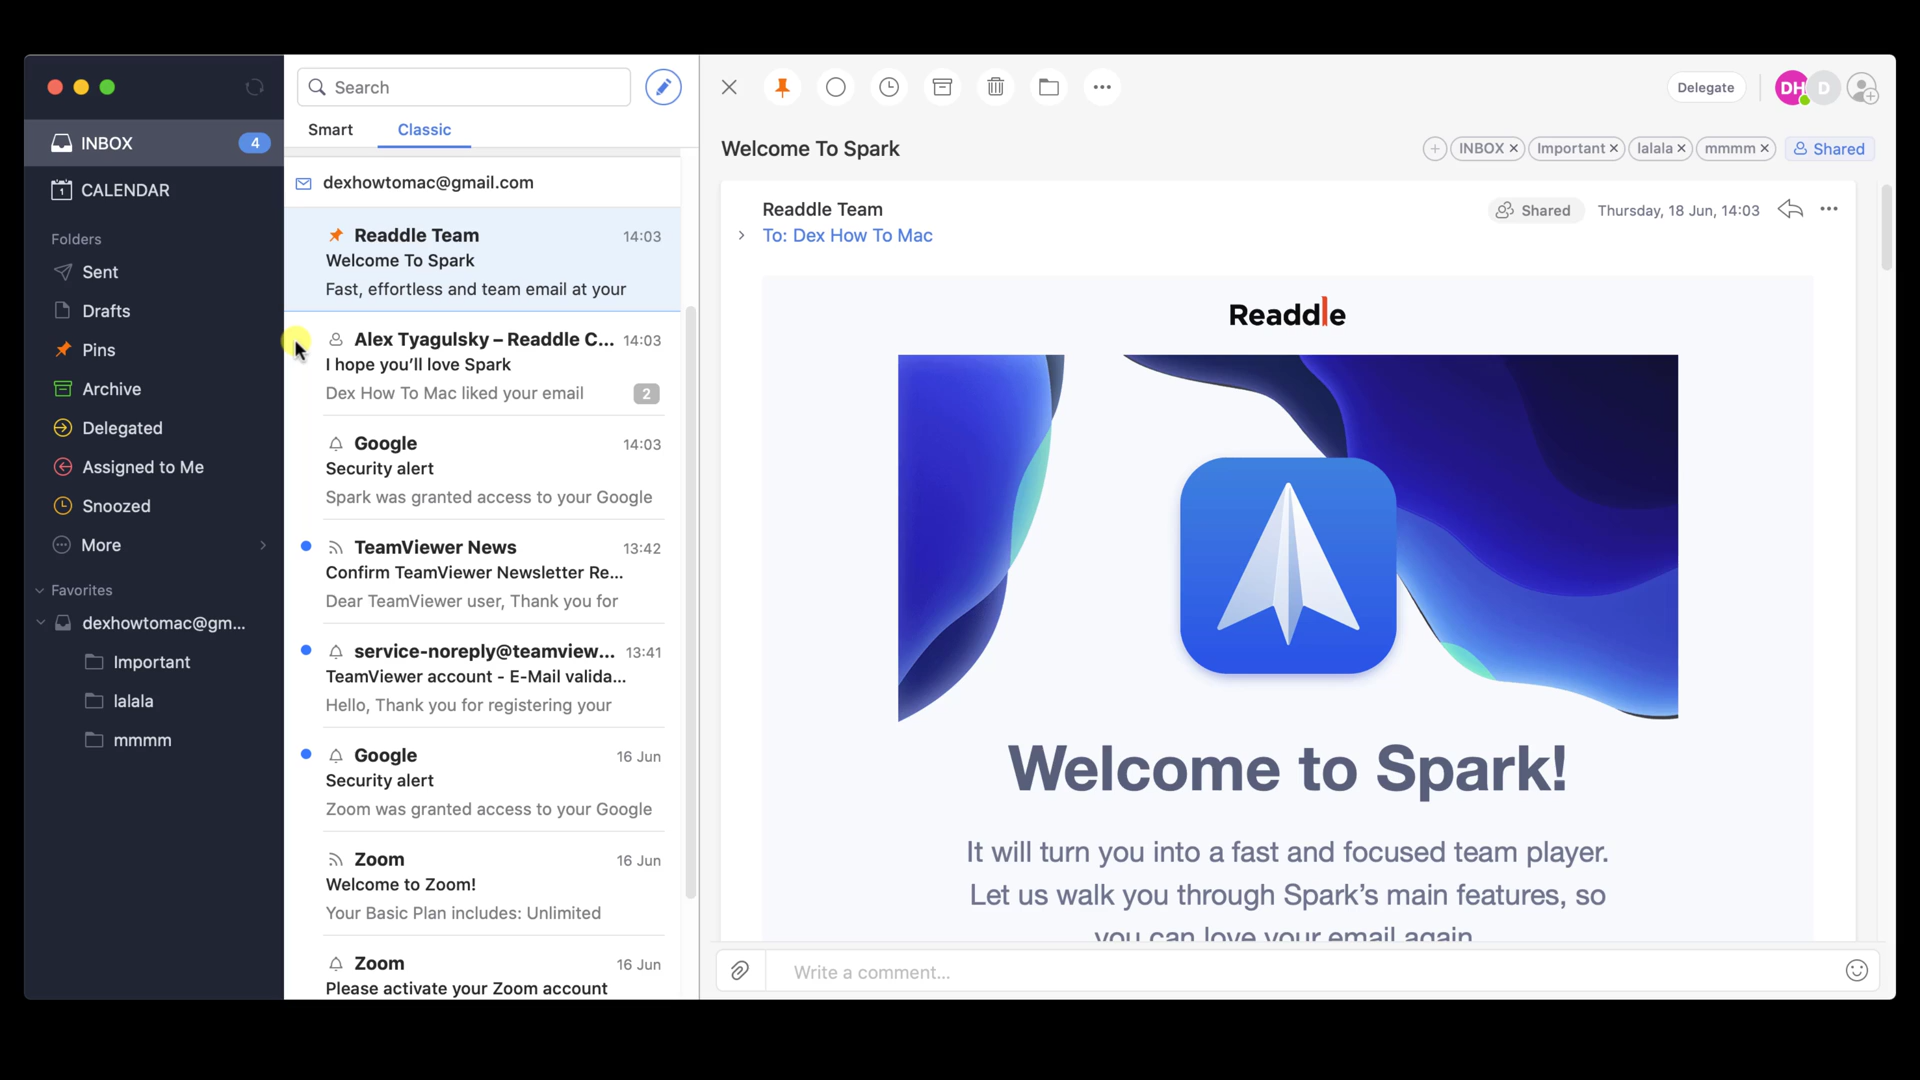 INBOX
4
1
CALENDAR
Folders
Sent
Drafts
Pins
Archive
Delegated
Assigned to Me
Snoozed
More
Favorites
dexhowtomac@gm...
Important
lalala
mmmm
Search
Smart
Classic
dexhowtomac@gmail.com
Readdle Team 14:03
Welcome To Spark
Fast, effortless and team email at your
Alex Tyagulsky – Readdle C... 14:03
I hope you’ll love Spark
Dex How To Mac liked your email 2
Google 14:03
Security alert
Spark was granted access to your Google
TeamViewer News 13:42
Confirm TeamViewer Newsletter Re...
Dear TeamViewer user, Thank you for
service-noreply@teamview... 13:41
TeamViewer account - E-Mail valida...
Hello, Thank you for registering your
Google 16 Jun
Security alert
Zoom was granted access to your Google
Zoom 16 Jun
Welcome to Zoom!
Your Basic Plan includes: Unlimited
Zoom 16 Jun
Please activate your Zoom account
Delegate
DH
D
Welcome To Spark
INBOX
Important
lalala
mmmm
Shared
Readdle Team
Shared
Thursday, 18 Jun, 14:03
To: Dex How To Mac
Readdle
Welcome to Spark!
It will turn you into a fast and focused team player.
Let us walk you through Spark’s main features, so
you can love your email again
Write a comment...